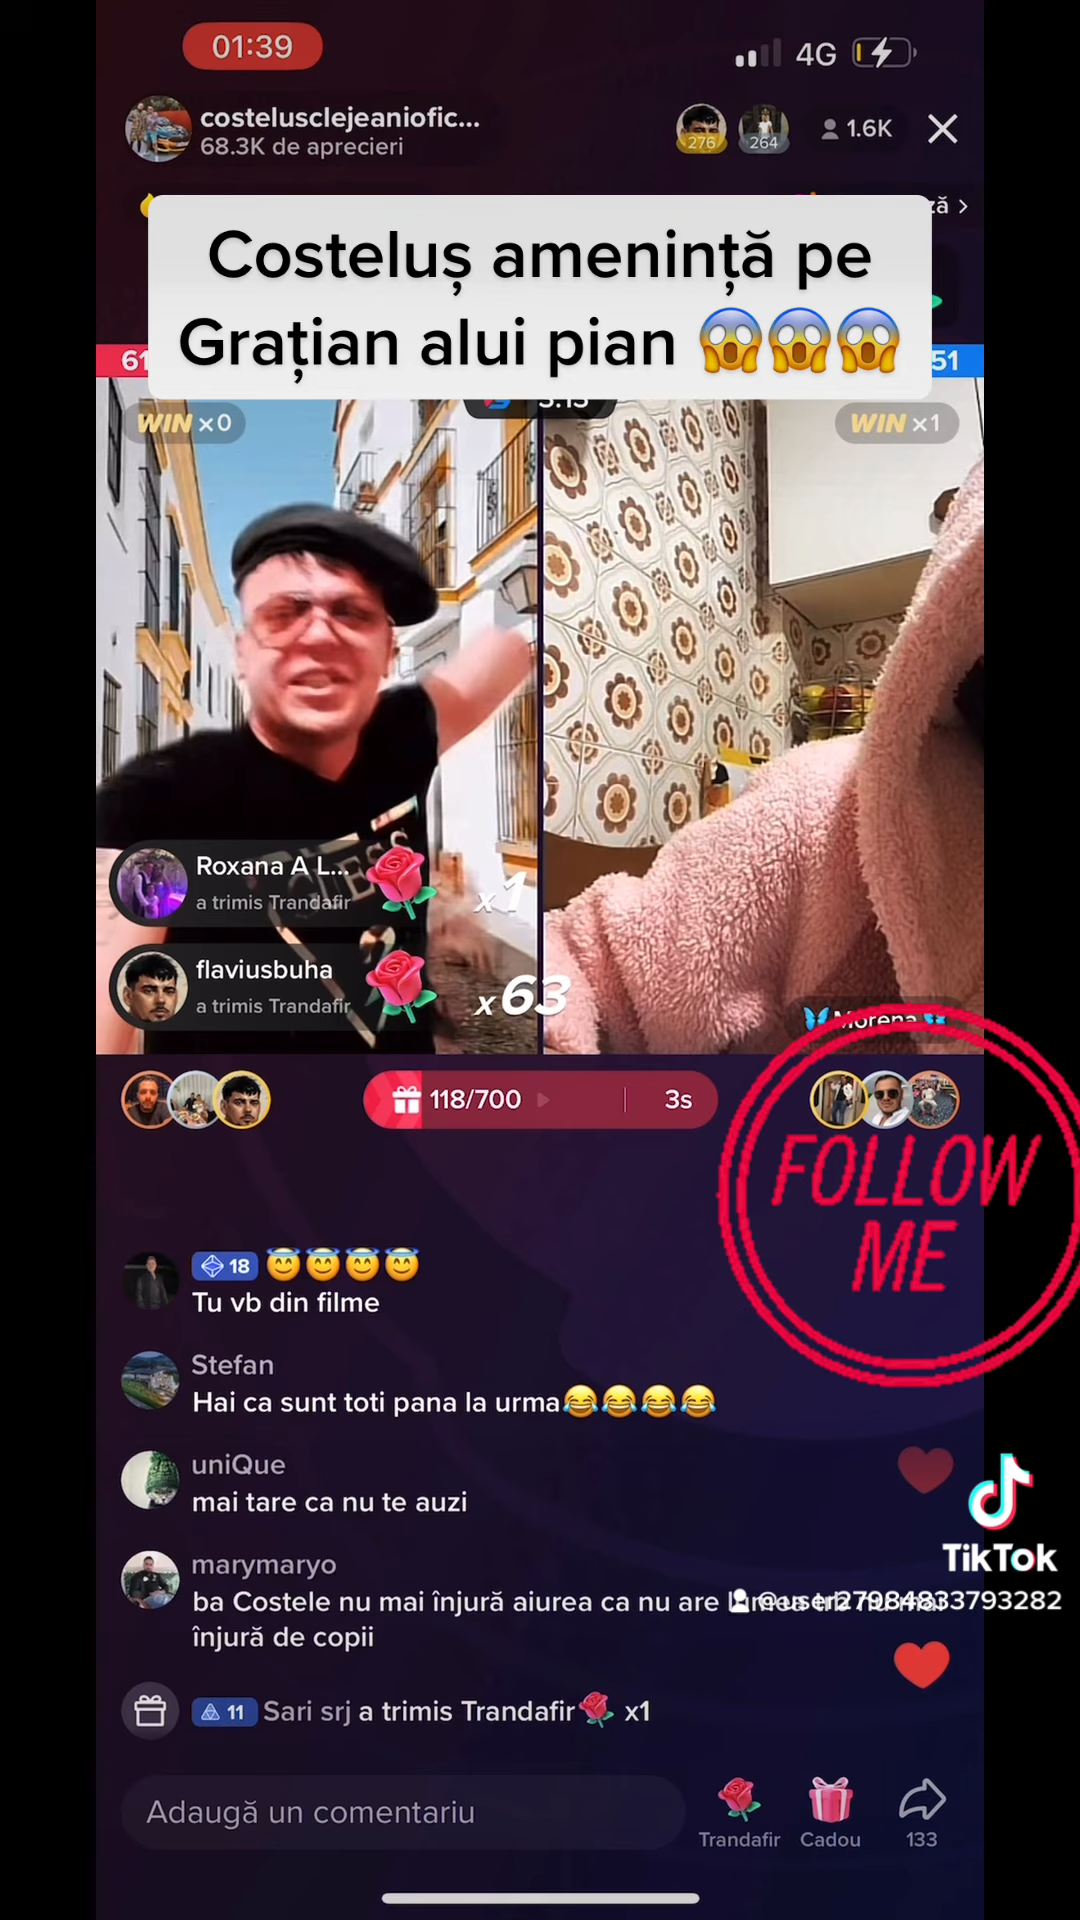 01:39
4G
costelusclejeaniofic...
68.3K de aprecieri
276
264
1.6K
ză >
Costeluș amenință pe
Grațian alui pian 😱😱😱
61
51
WIN x0
WIN x1
GUESS
Roxana A L...
a trimis Trandafir
x1
flaviusbuha
a trimis Trandafir
x63
Morena
118/700
3s
FOLLOW
ME
18 😇😇😇😇
Tu vb din filme
Stefan
Hai ca sunt toti pana la urma😂😂😂😂
uniQue
mai tare ca nu te auzi
TikTok
marymaryo
ba Costele nu mai înjură aiurea ca nu are
@user27984833793282
înjură de copii
11 Sari srj a trimis Trandafir🌹 x1
Adaugă un comentariu
Trandafir
Cadou
133